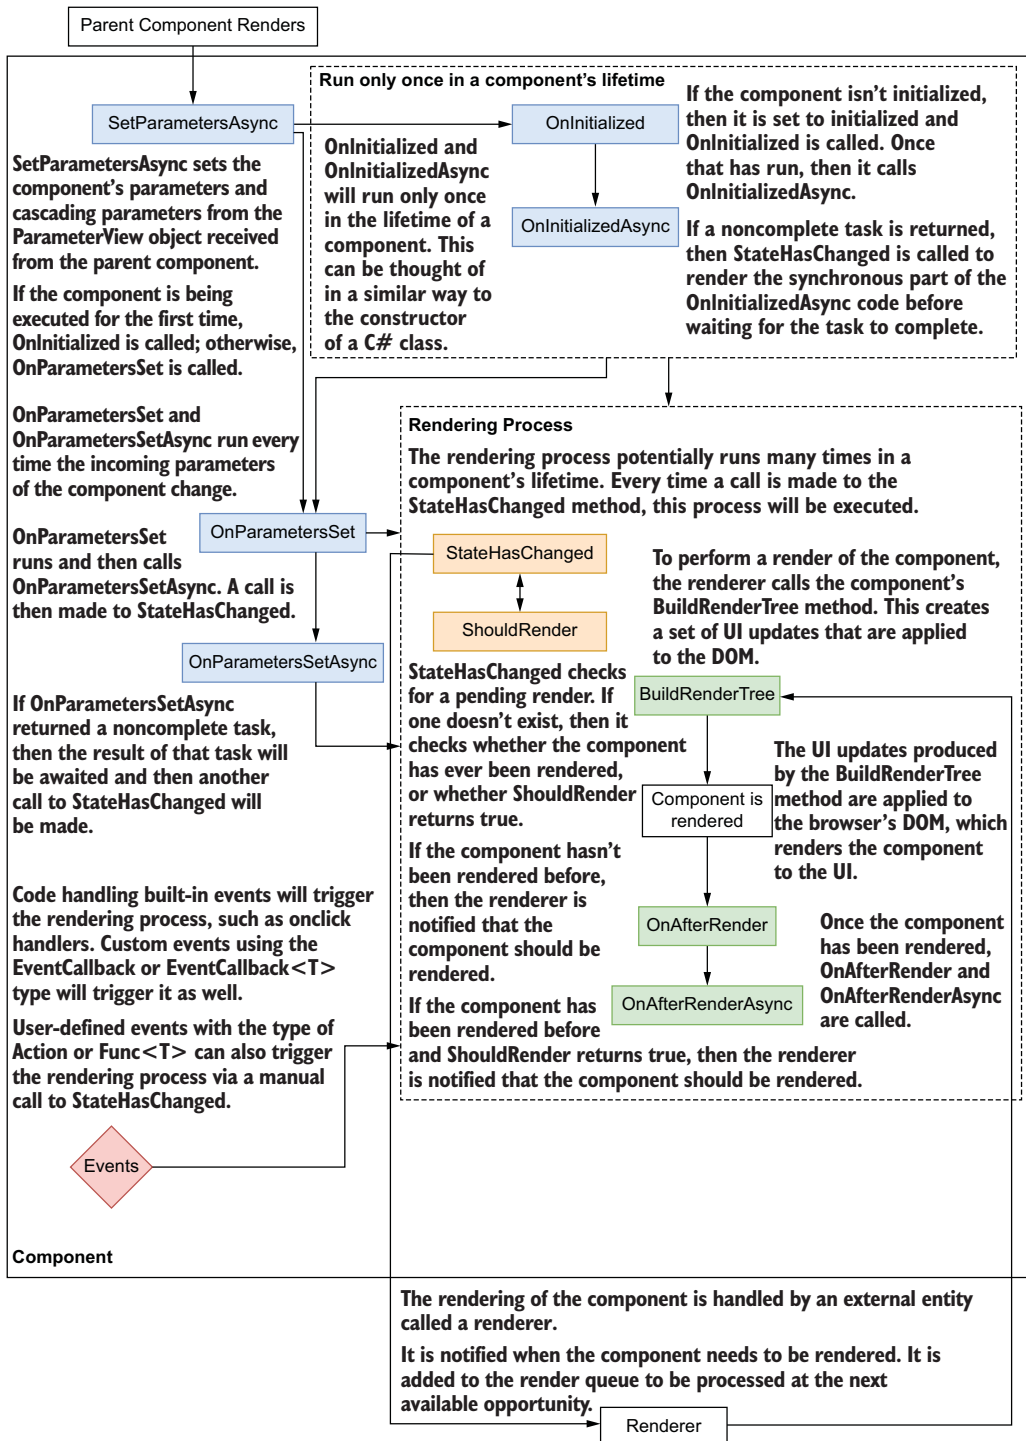 Parent Component Renders
Run only once in a component's lifetime
SetParametersAsync
OnInitialized
If the component isn't initialized,
then it is set to initialized and
OnInitialized is called. Once
that has run, then it calls
OnInitializedAsync.
SetParametersAsync sets the
component's parameters and
cascading parameters from the
ParameterView object received
from the parent component.
OnInitialized and
OnInitializedAsync
will run only once
in the lifetime of a
component. This
can be thought of
in a similar way to
the constructor
of a C# class.
OnInitializedAsync
If a noncomplete task is returned,
then StateHasChanged is called to
render the synchronous part of the
OnInitializedAsync code before
waiting for the task to complete.
If the component is being
executed for the first time,
OnInitialized is called; otherwise,
OnParametersSet is called.
OnParametersSet and
OnParametersSetAsync run every
time the incoming parameters
of the component change.
Rendering Process
The rendering process potentially runs many times in a
component's lifetime. Every time a call is made to the
StateHasChanged method, this process will be executed.
OnParametersSet
OnParametersSet
runs and then calls
OnParametersSetAsync. A call is
then made to StateHasChanged.
StateHasChanged
ShouldRender
To perform a render of the component,
the renderer calls the component's
BuildRenderTree method. This creates
a set of UI updates that are applied
to the DOM.
OnParametersSetAsync
StateHasChanged checks
for a pending render. If
one doesn't exist, then it
checks whether the component
has ever been rendered,
or whether ShouldRender
returns true.
BuildRenderTree
If OnParametersSetAsync
returned a noncomplete task,
then the result of that task will
be awaited and then another
call to StateHasChanged will
be made.
Component is
rendered
The UI updates produced
by the BuildRenderTree
method are applied to
the browser's DOM, which
renders the component
to the UI.
If the component hasn't
been rendered before,
then the renderer is
notified that the
component should be
rendered.
Code handling built-in events will trigger
the rendering process, such as onclick
handlers. Custom events using the
EventCallback or EventCallback<T>
type will trigger it as well.
OnAfterRender
OnAfterRenderAsync
Once the component
has been rendered,
OnAfterRender and
OnAfterRenderAsync
are called.
If the component has
been rendered before
and ShouldRender returns true, then the renderer
is notified that the component should be rendered.
User-defined events with the type of
Action or Func<T> can also trigger
the rendering process via a manual
call to StateHasChanged.
Events
Component
The rendering of the component is handled by an external entity
called a renderer.
It is notified when the component needs to be rendered. It is
added to the render queue to be processed at the next
available opportunity.
Renderer